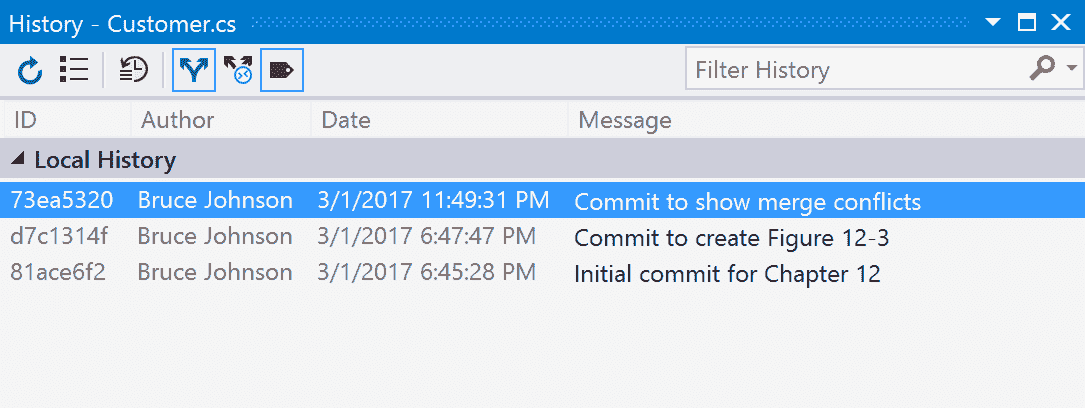 History - Customer.cs
Filter History
ID Author Date Message
Local History
73ea5320 Bruce Johnson 3/1/2017 11:49:31 PM Commit to show merge conflicts
d7c1314f Bruce Johnson 3/1/2017 6:47:47 PM Commit to create Figure 12-3
81ace6f2 Bruce Johnson 3/1/2017 6:45:28 PM Initial commit for Chapter 12